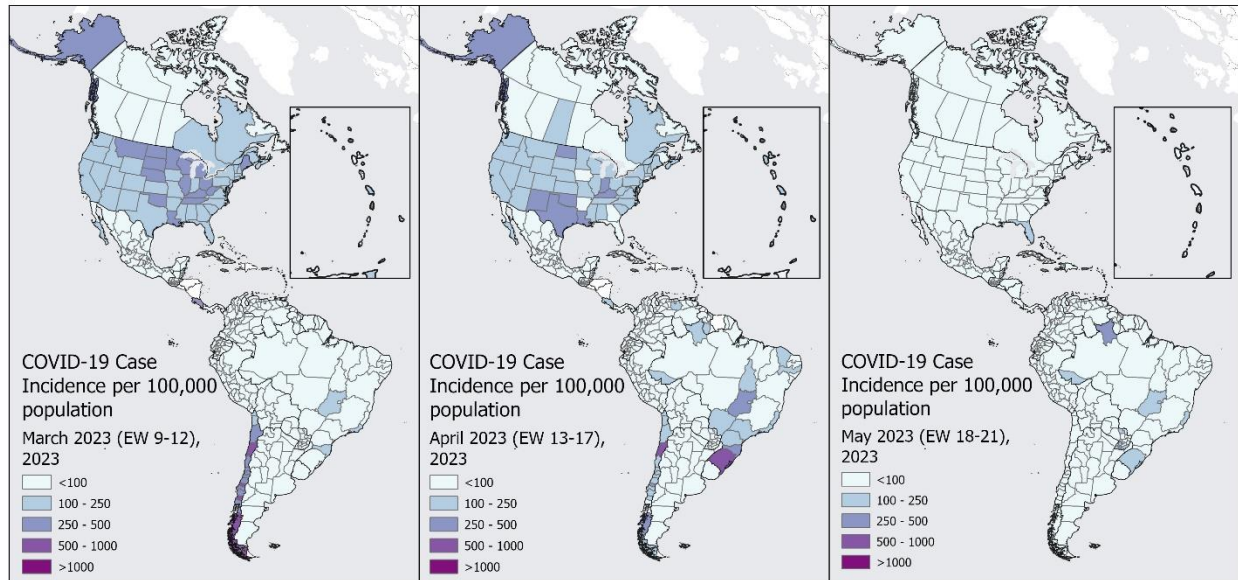 COVID-19 Case
Incidence per 100,000
population
March 2023 (EW 9-12),
2023
<100
100 - 250
250 - 500
500 - 1000
>1000
COVID-19 Case
Incidence per 100,000
population
April 2023 (EW 13-17),
2023
<100
100 - 250
250 - 500
500 - 1000
>1000
COVID-19 Case
Incidence per 100,000
population
May 2023 (EW 18-21),
2023
<100
100 - 250
250 - 500
500 - 1000
>1000